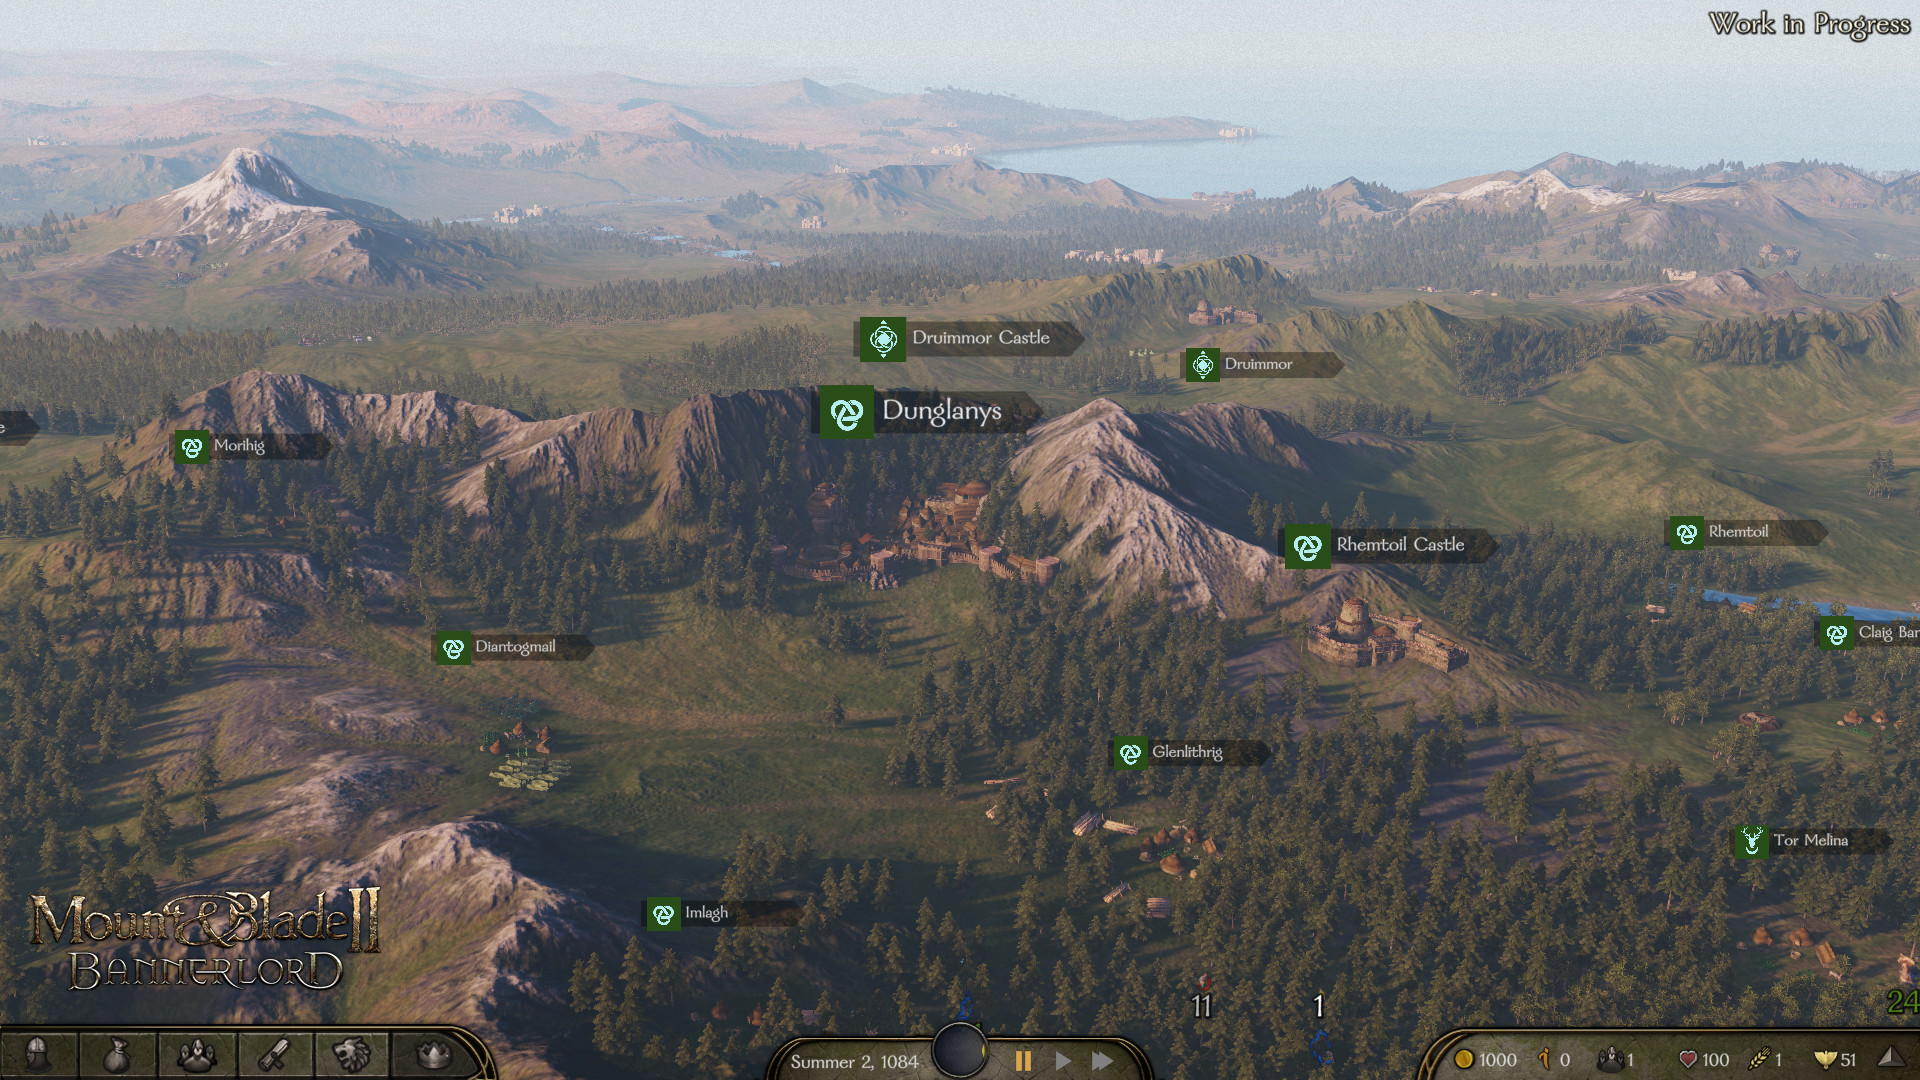 Work in Progress
Druimmor Castle
Druimmor
Dunglanys
e
Morihig
Rhemtoil Castle
Rhemtoil
Claig Ban
Diantogmail
Glenlithrig
Tor Melina
Imlagh
Mount & Blade II
BANNERLORD
11
1
24
Summer 2, 1084
1000
0
1
100
1
51